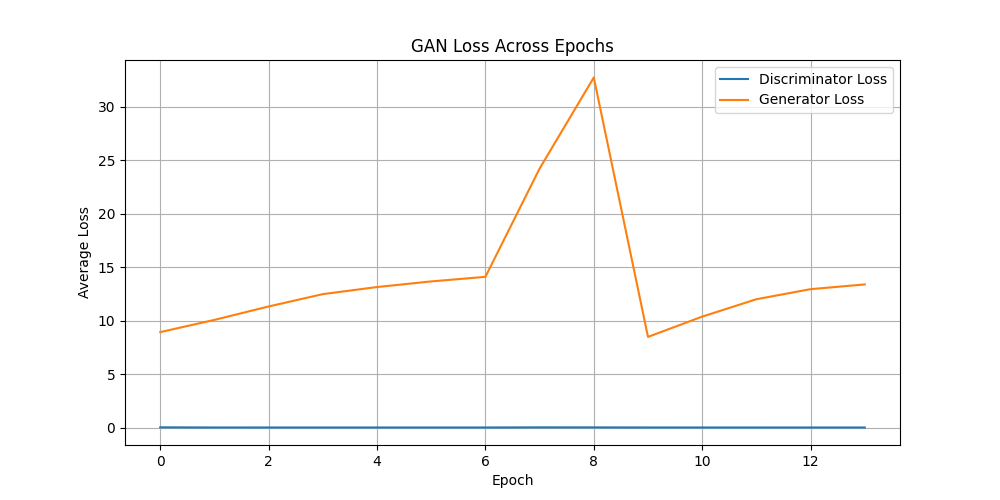 GAN Loss Across Epochs
Discriminator Loss
Generator Loss
Average Loss
30
25
20
15
10
5
0
0 2 4 6 8 10 12
Epoch